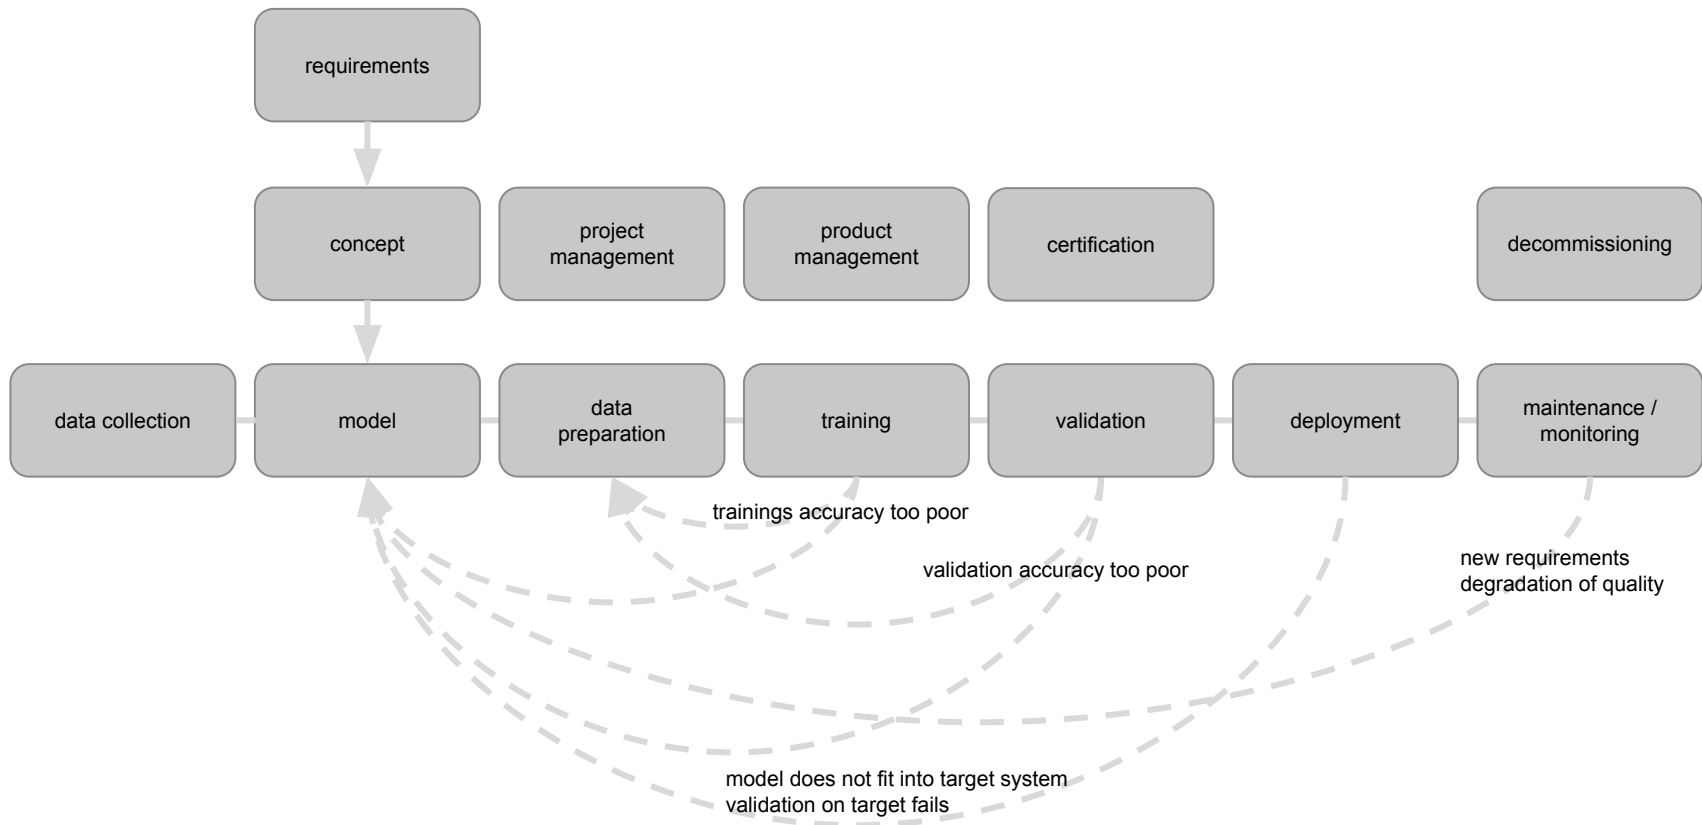 requirements
concept
project
management
product
management
certification
decommissioning
data collection
model
data
preparation
training
validation
deployment
maintenance /
monitoring
trainings accuracy too poor
validation accuracy too poor
new requirements
degradation of quality
model does not fit into target system
validation on target fails